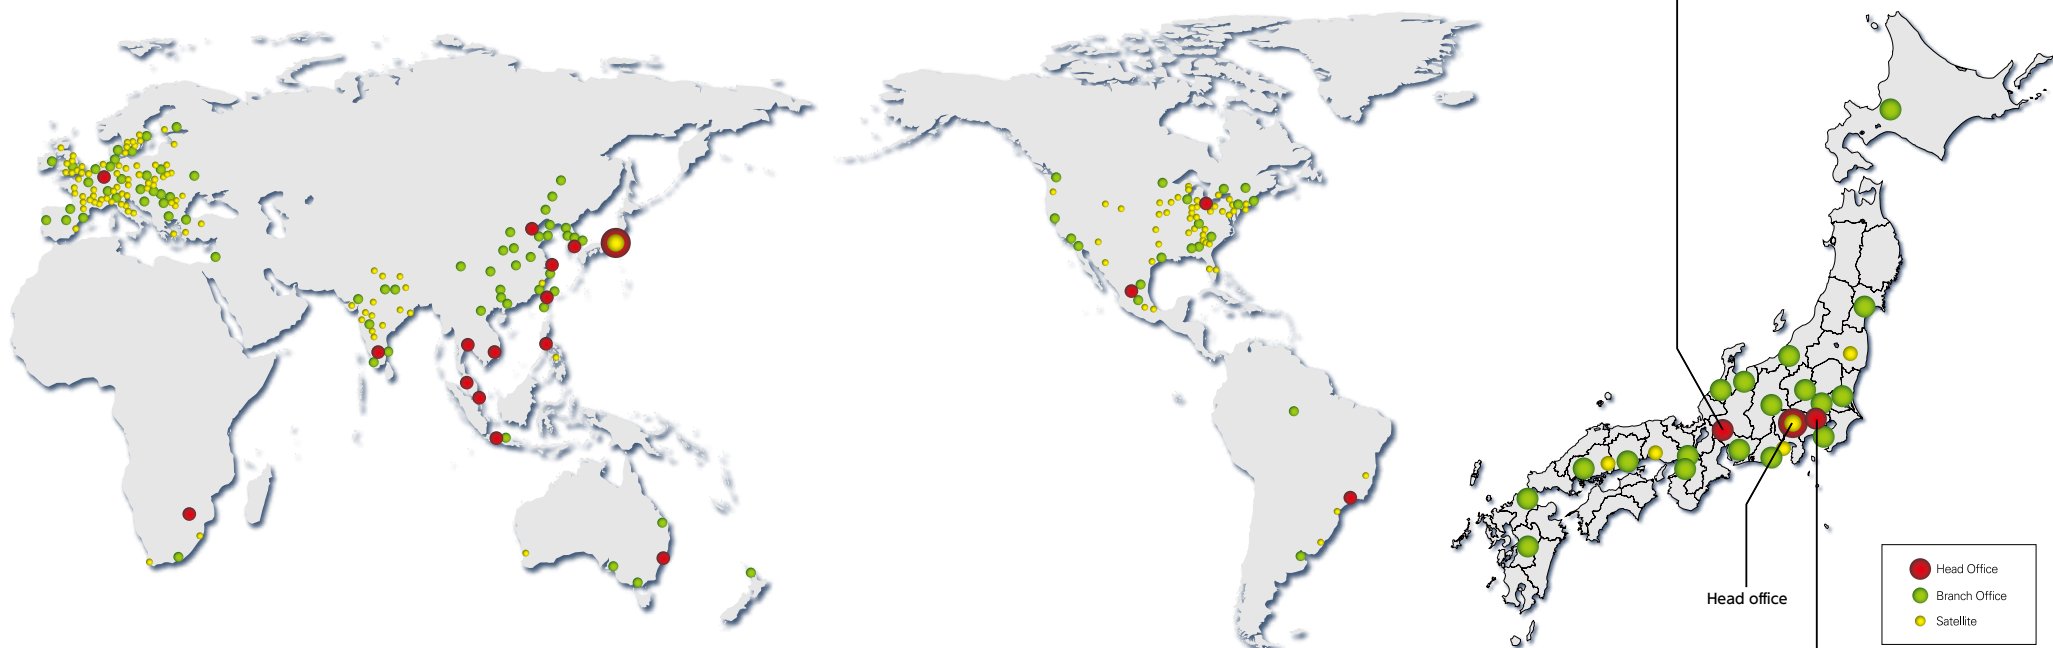 Head office
Head Office
Branch Office
Satellite